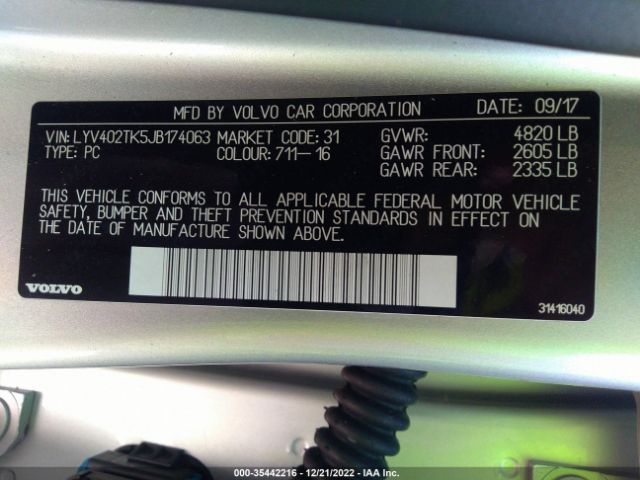 MFD BY VOLVO CAR CORPORATION DATE: 09/17
VIN: LYV402TK5JB174063 MARKET CODE: 31 GVWR: 4820 LB
TYPE: PC COLOUR: 711-16 GAWR FRONT: 2605 LB
GAWR REAR: 2335 LB
THIS VEHICLE CONFORMS TO ALL APPLICABLE FEDERAL MOTOR VEHICLE
SAFETY, BUMPER AND THEFT PREVENTION STANDARDS IN EFFECT ON
THE DATE OF MANUFACTURE SHOWN ABOVE.
VOLVO 31416040
000-35442216 - 12/21/2022 - IAA Inc.